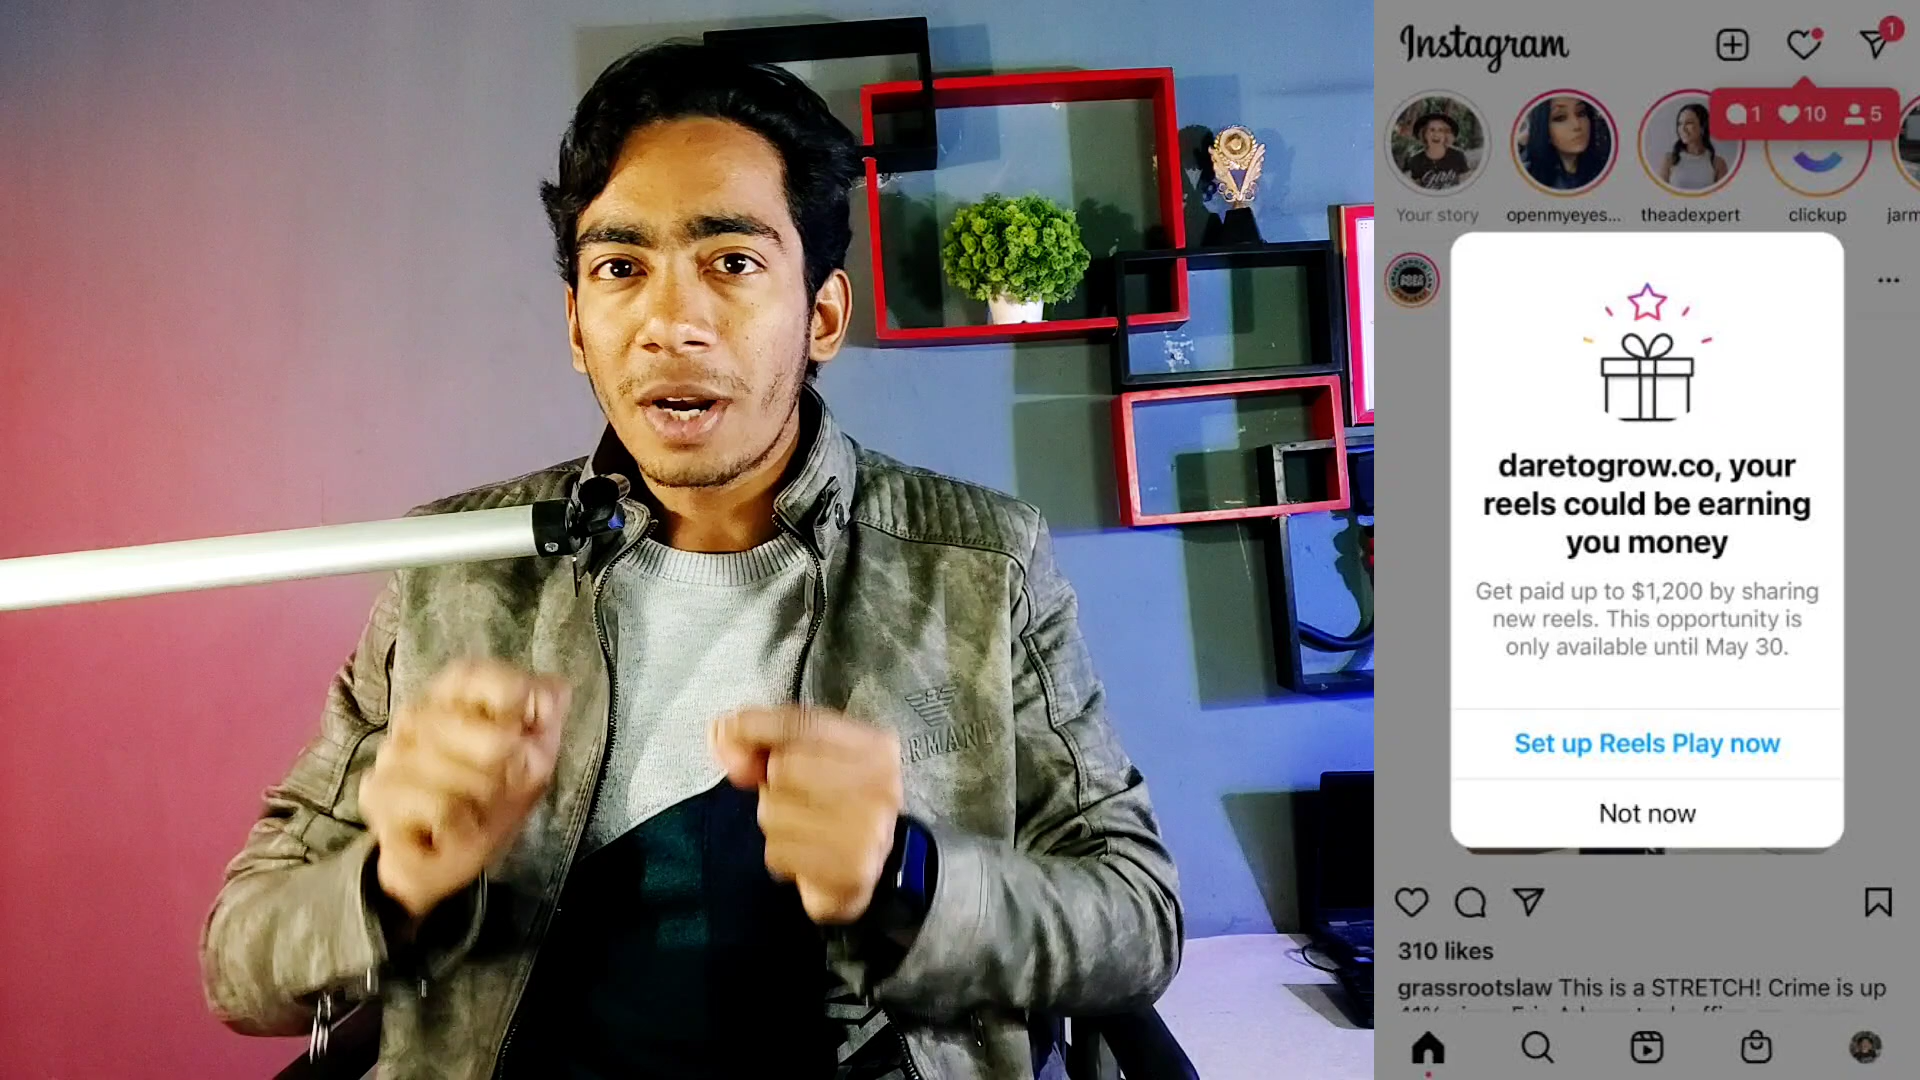 Instagram
1
1 10 5
Your story openmyeyes... theadexpert clickup jarm
daretogrow.co, your
reels could be earning
you money
Get paid up to $1,200 by sharing
new reels. This opportunity is
only available until May 30.
Set up Reels Play now
Not now
310 likes
grassrootslaw This is a STRETCH! Crime is up
RMANI